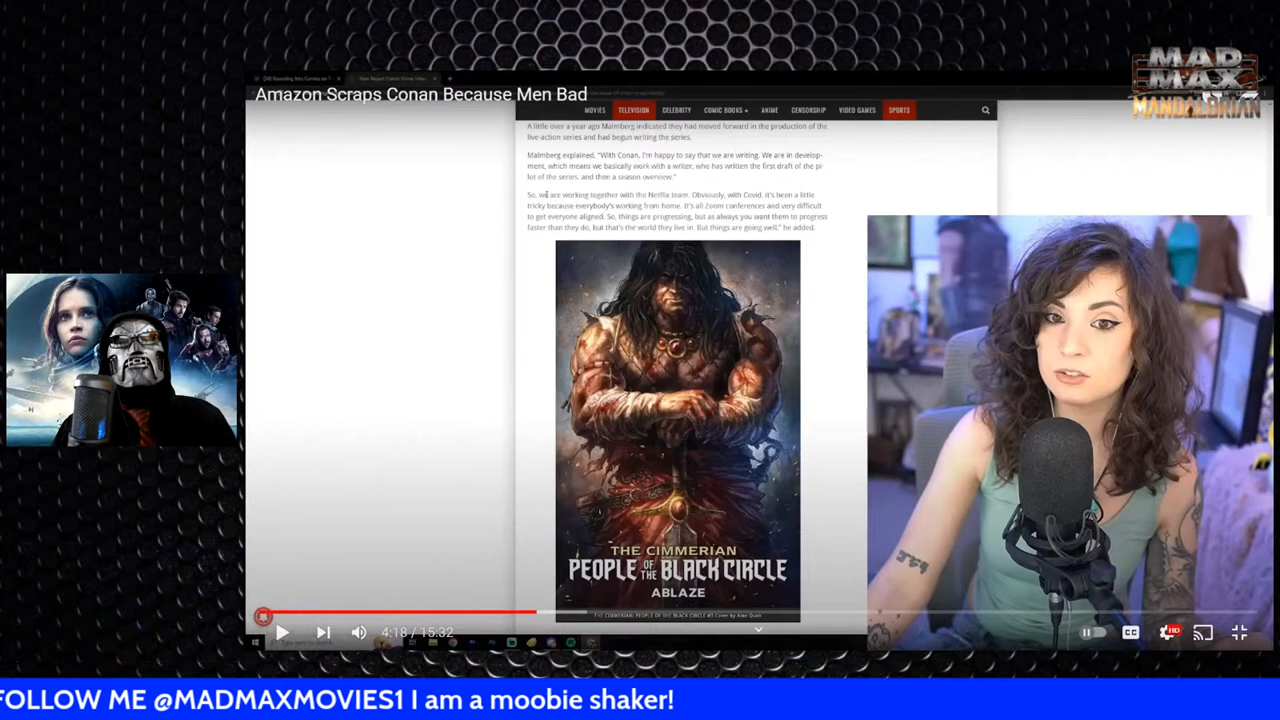 MAD
MAX
MANDALORIAN
Amazon Scraps Conan Because Men Bad
MOVIES TELEVISION CELEBRITY COMIC BOOKS ANIME CENSORSHIP VIDEO GAMES SPORTS
A little over a year ago Malmberg indicated they had moved forward in the production of the
live-action series and had begun writing the series.
Malmberg explained, "With Conan, I'm happy to say that we are writing. We are in develop-
ment, which means we basically work with a writer, who has written the first draft of the pi-
lot of the series, and then a season overview."
So, we are working together with the Netflix team. Obviously, with Covid, it's been a little
tricky because everybody's working from home. It's all Zoom conferences and very difficult
to get everyone aligned. So, things are progressing, but as always you want them to progress
faster than they do, but that's the world they live in. But things are going well," he added.
THE CIMMERIAN
PEOPLE OF THE BLACK CIRCLE
ABLAZE
4:18 / 15:32
CC
HD
FOLLOW ME @MADMAXMOVIES1 I am a moobie shaker!